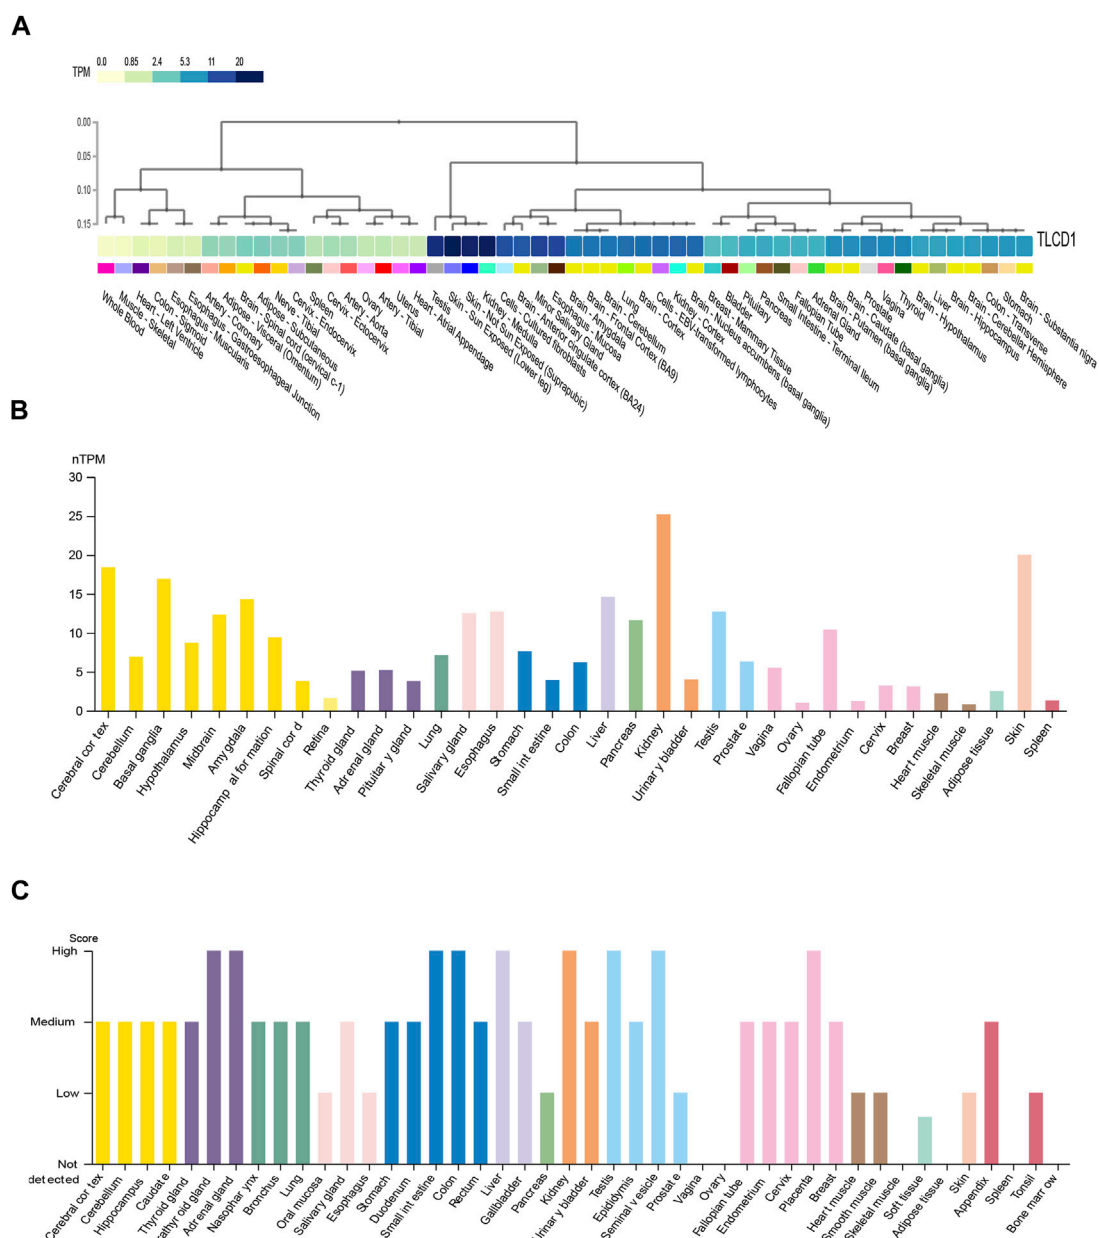 A
TPM
0.0 0.85 2.4 5.3 11 20
0.00
0.05
0.10
0.15
TLCD1
Whole Blood
Muscle - Skeletal
Heart - Left Ventricle
Colon - Sigmoid
Esophagus - Muscularis
Esophagus - Gastroesophageal Junction
Artery - Coronary
Adipose - Visceral (Omentum)
Brain - Spinal cord (cervical c-1)
Adipose - Subcutaneous
Nerve - Tibial
Cervix - Endocervix
Spleen
Cervix - Ectocervix
Artery - Aorta
Ovary
Artery - Tibial
Uterus
Heart - Atrial Appendage
Testis
Skin - Sun Exposed (Lower leg)
Skin - Not Sun Exposed (Suprapubic)
Kidney - Medulla
Cells - Cultured fibroblasts
Brain - Anterior cingulate cortex (BA24)
Minor Salivary Gland
Esophagus - Mucosa
Brain - Amygdala
Brain - Frontal Cortex (BA9)
Brain - Cerebellum
Lung
Brain - Cortex
Cells - EBV-transformed lymphocytes
Kidney - Cortex
Brain - Nucleus accumbens (basal ganglia)
Breast - Mammary Tissue
Bladder
Pituitary
Pancreas
Small Intestine - Terminal Ileum
Fallopian Tube
Adrenal Gland
Brain - Putamen (basal ganglia)
Brain - Caudate (basal ganglia)
Prostate
Vagina
Thyroid
Brain - Hypothalamus
Liver
Brain - Hippocampus
Brain - Cerebellar Hemisphere
Colon - Transverse
Stomach
Brain - Substantia nigra
B
nTPM
30
25
20
15
10
5
0
Cerebral cor tex
Cerebellum
Basal ganglia
Hypothalamus
Midbrain
Amy gdala
Hippocamp al for mation
Spinal cor d
Retina
Thyroid gland
Adr enal gland
Pituitar y gland
Lung
Salivary gland
Esophagus
Stomach
Small int estine
Colon
Liver
Pancreas
Kidney
Urinar y bladder
Testis
Prostat e
Vagina
Ovary
Fallopian tube
Endometrium
Cervix
Breast
Heart muscle
Skeletal muscle
Adipose tissue
Skin
Spleen
C
Score
High
Medium
Low
Not
detected
Cerebral cor tex
Cerebellum
Hippocampus
Caudat e
Thyroid gland
rathyr oid gland
Adr enal gland
Nasophar ynx
Bronchus
Lung
Oral mucosa
Salivary gland
Esophagus
Stomach
Duodenum
Small int estine
Colon
Rectum
Liver
Gallbladder
Pancreas
Kidney
Urinar y bladder
Testis
Epididymis
Seminal v esicle
Prostat e
Vagina
Ovary
Fallopian tube
Endometrium
Cervix
Placenta
Breast
Heart muscle
Smooth muscle
Skeletal muscle
Soft tissue
Adipose tissue
Skin
Appendix
Spleen
Tonsil
Bone marr ow